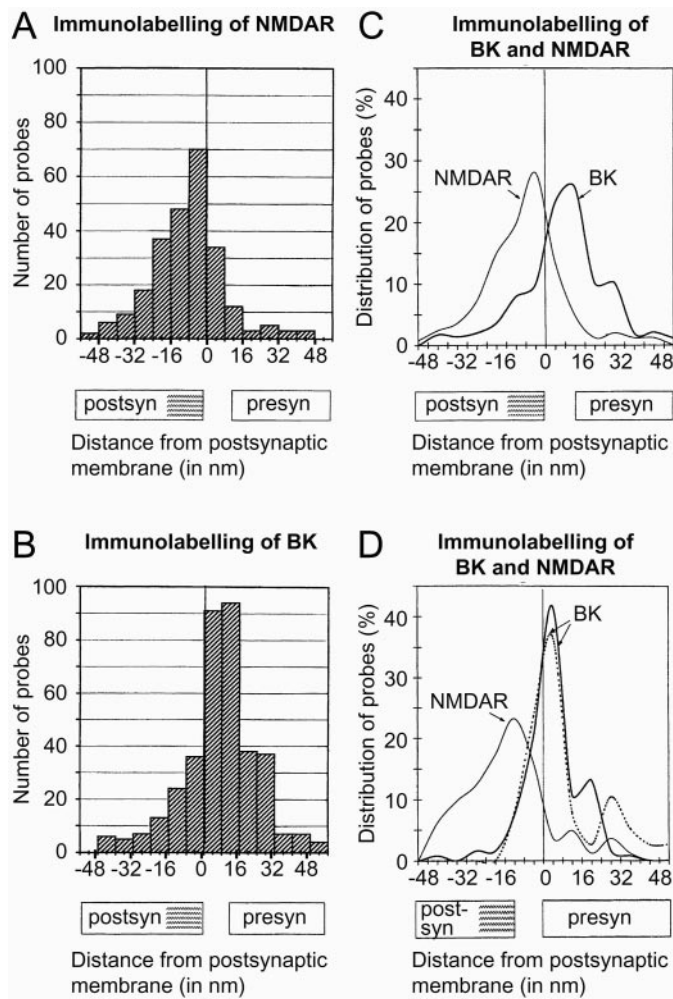 A
Immunolabelling of NMDAR
Number of probes
100
80
60
40
20
0
-48 -32 -16 0 16 32 48
postsyn presyn
Distance from postsynaptic
membrane (in nm)
C
Immunolabelling of
BK and NMDAR
Distribution of probes (%)
40
30
20
10
0
NMDAR BK
-48 -32 -16 0 16 32 48
postsyn presyn
Distance from postsynaptic
membrane (in nm)
B
Immunolabelling of BK
Number of probes
100
80
60
40
20
0
-48 -32 -16 0 16 32 48
postsyn presyn
Distance from postsynaptic
membrane (in nm)
D
Immunolabelling of
BK and NMDAR
Distribution of probes (%)
40
30
20
10
0
BK
NMDAR
-48 -32 -16 0 16 32 48
post-
syn
presyn
Distance from postsynaptic
membrane (in nm)